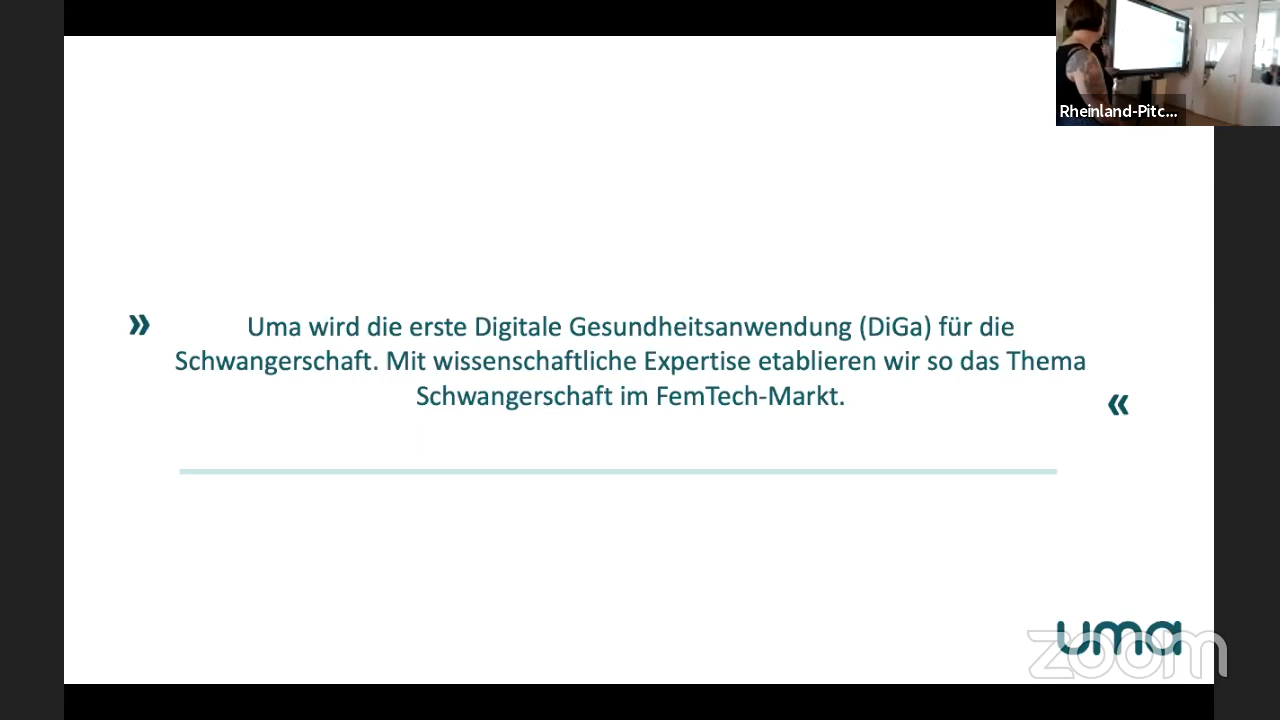 Rheinland-Pitc...
» Uma wird die erste Digitale Gesundheitsanwendung (DiGa) für die
Schwangerschaft. Mit wissenschaftliche Expertise etablieren wir so das Thema
Schwangerschaft im FemTech-Markt. «
uma
zoom